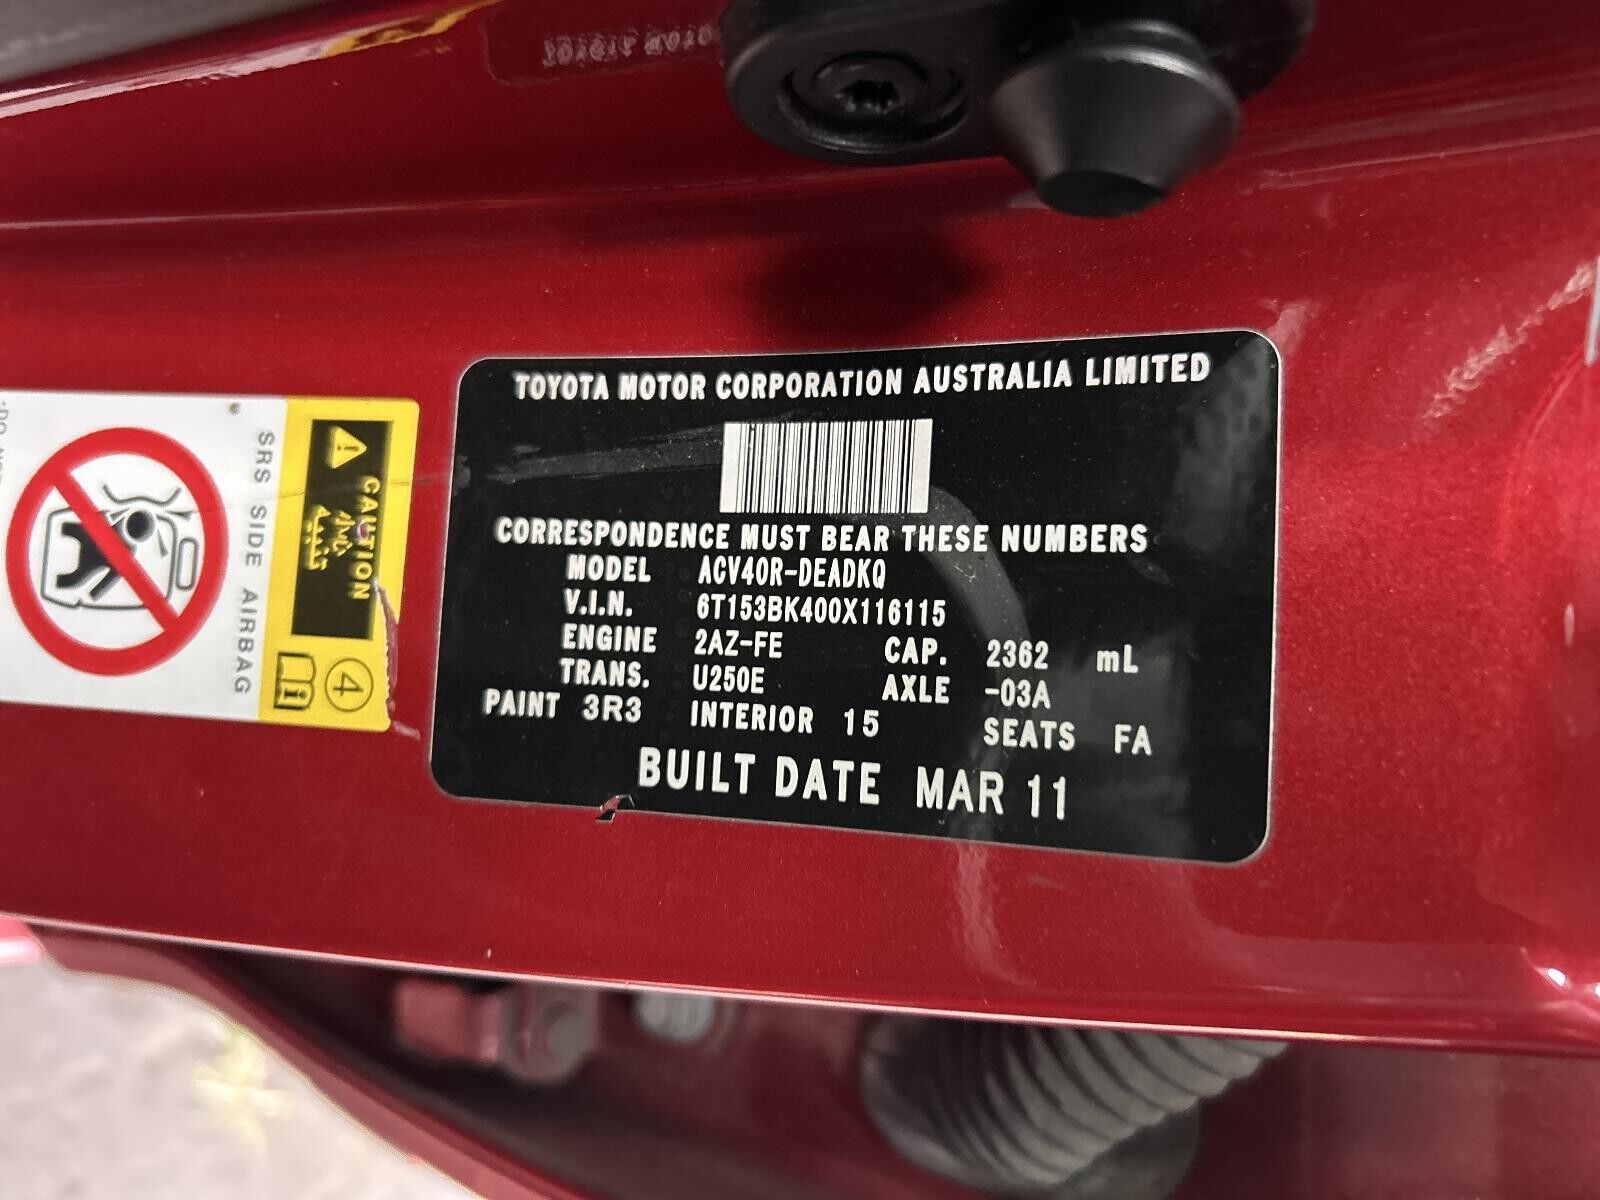 TOYOTA MOTOR CORPORATION AUSTRALIA LIMITED
CORRESPONDENCE MUST BEAR THESE NUMBERS
MODEL ACV40R-DEADKQ
V.I.N. 6T153BK400X116115
ENGINE 2AZ-FE CAP. 2362 mL
TRANS. U250E AXLE -03A
PAINT 3R3 INTERIOR 15 SEATS FA
BUILT DATE MAR 11
CAUTION
تنبيه
4
SRS SIDE AIRBAG